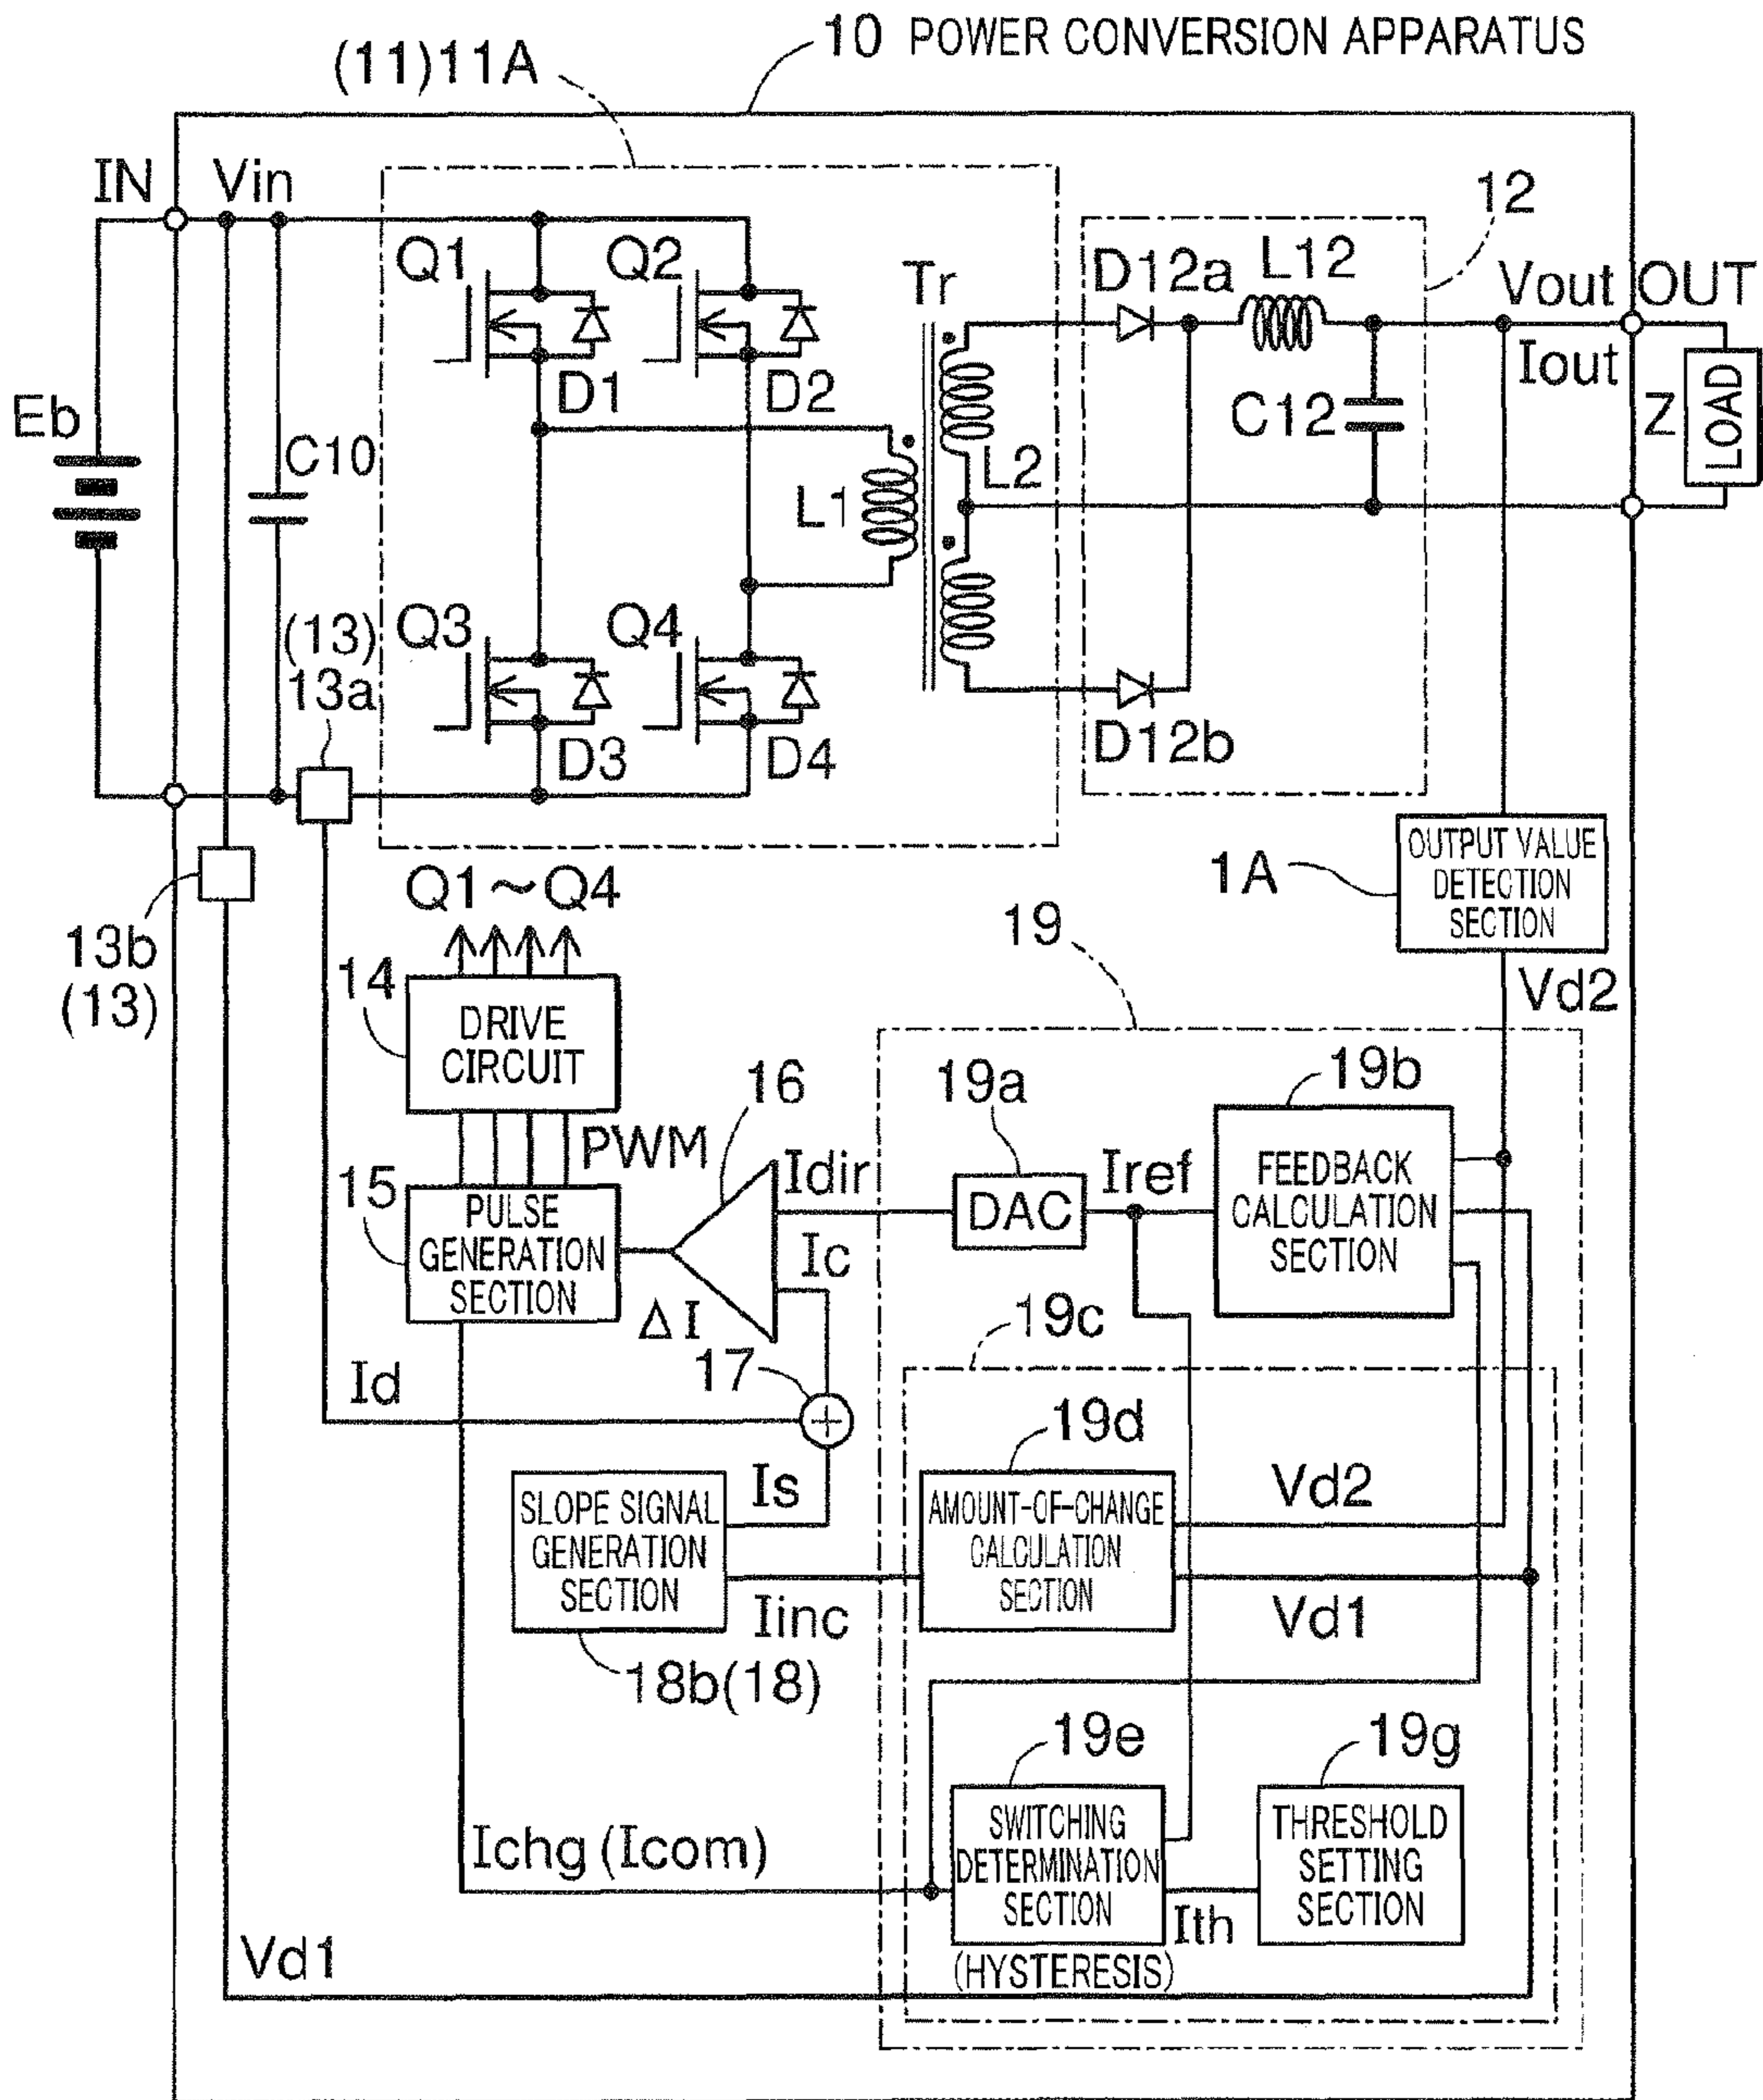 10 POWER CONVERSION APPARATUS
(11)11A
IN
Vin
12
Q1
Q2
Tr
D12a
L12
Vout
OUT
D1
D2
Iout
Eb
C10
C12
Z
LOAD
L1
L2
(13)
13a
Q3
Q4
D3
D4
D12b
OUTPUT VALUE
DETECTION
SECTION
1A
Q1~Q4
13b
(13)
19
Vd2
14
DRIVE
CIRCUIT
16
19a
19b
PWM
Idir
DAC
Iref
FEEDBACK
CALCULATION
SECTION
15
PULSE
GENERATION
SECTION
Ic
ΔI
19c
17
Id
+
19d
Is
Vd2
SLOPE SIGNAL
GENERATION
SECTION
AMOUNT-OF-CHANGE
CALCULATION
SECTION
Iinc
Vd1
18b(18)
19e
19g
Ichg (Icom)
SWITCHING
DETERMINATION
SECTION
THRESHOLD
SETTING
SECTION
Ith
(HYSTERESIS)
Vd1